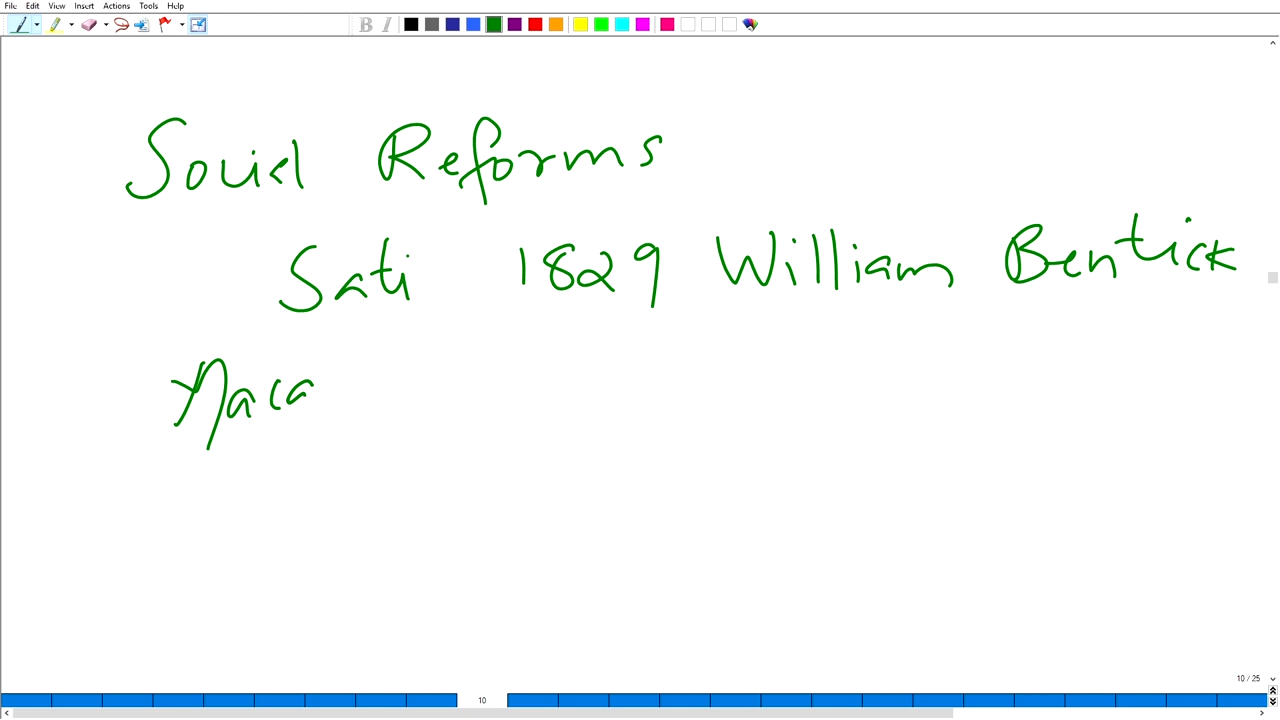 File Edit View Insert Actions Tools Help
B I
Social Reforms
Sati 1829 William Bentick
Maca
10 / 25
10